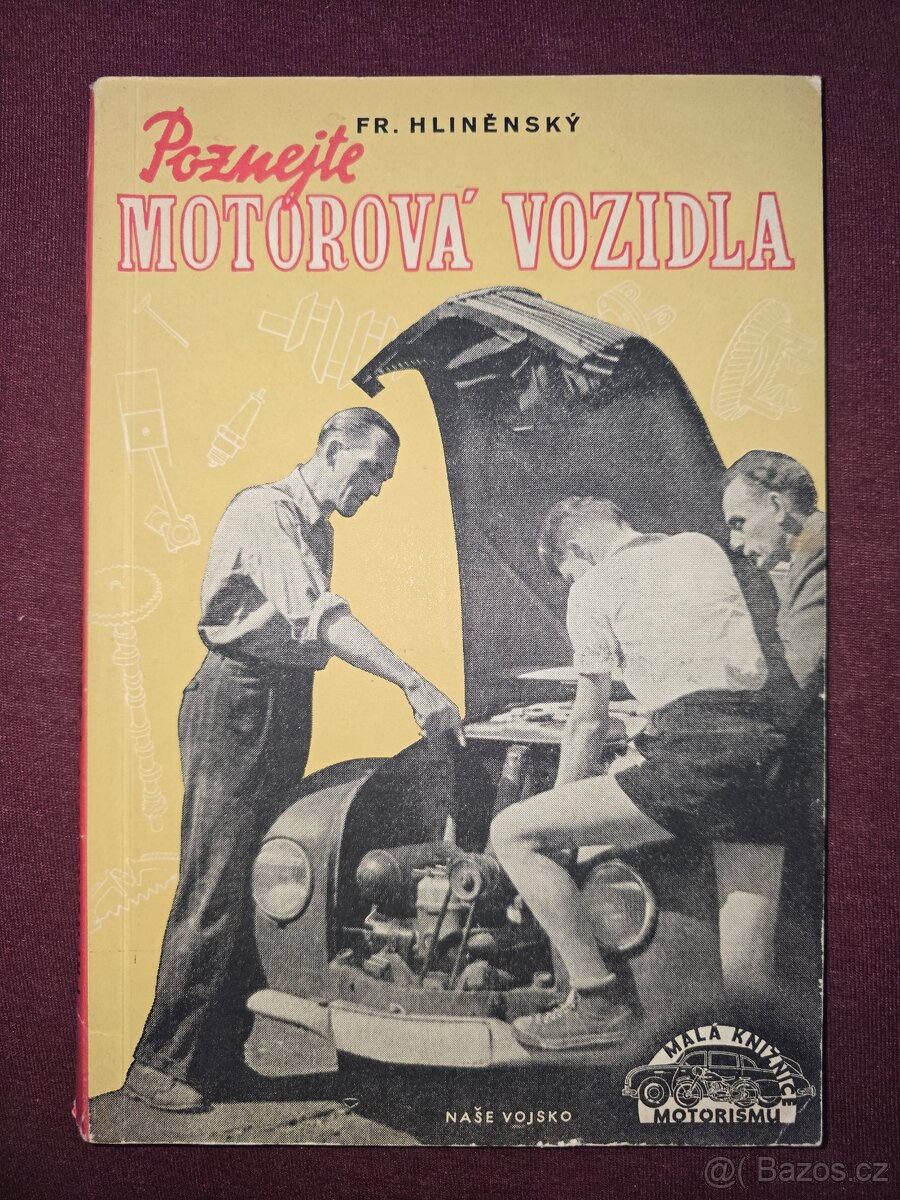 FR. HLINĚNSKÝ
Poznejte
MOTOROVÁ VOZIDLA
MALÁ KNIŽNICE
MOTORISMU
NAŠE VOJSKO
@( Bazos.cz